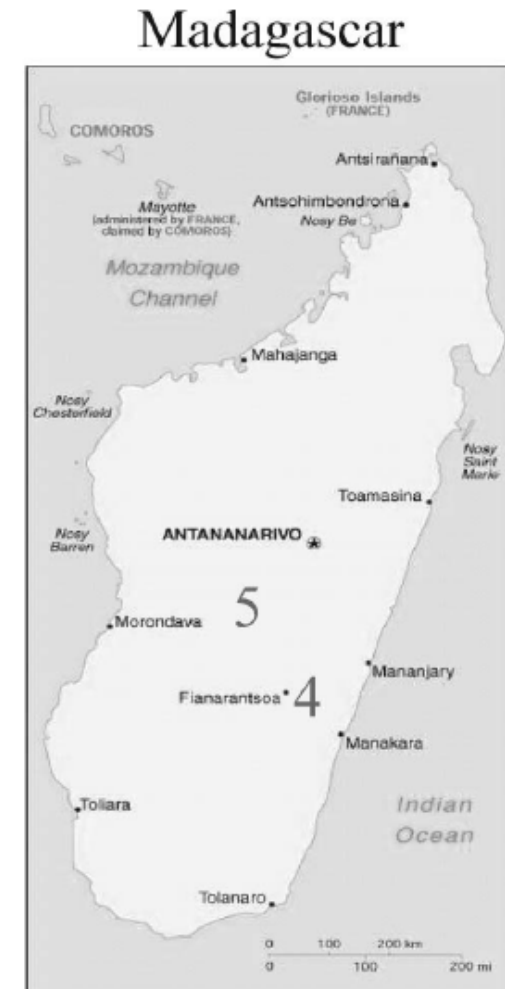 Madagascar
Glorioso Islands
(FRANCE)
COMOROS
Antsirañana
Mayotte
(administered by FRANCE,
claimed by COMOROS)
Antsohimbondrona
Nosy Be
Mozambique
Channel
Mahajanga
Nosy
Chesterfield
Nosy
Saint
Marie
Toamasina
Nosy
Barren
ANTANANARIVO
5
Morondava
Mananjary
Fianarantsoa
4
Manakara
Toliara
Indian
Ocean
Tolanaro
0 100 200 km
0 100 200 mi